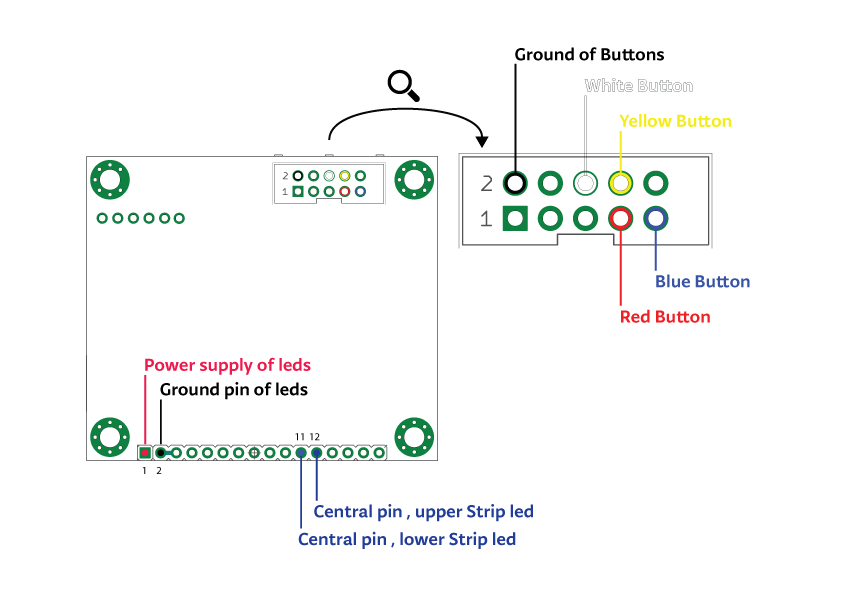 Ground of Buttons
White Button
Yellow Button
2
1
2
1
Blue Button
Red Button
Power supply of leds
Ground pin of leds
11 12
1 2
Central pin , upper Strip led
Central pin , lower Strip led